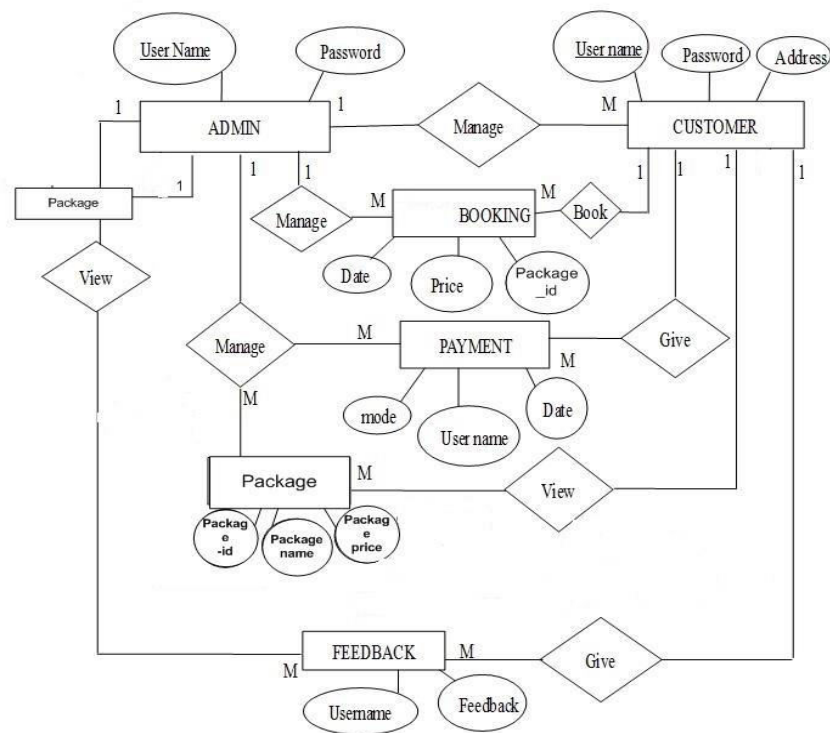 User Name
Password
User name
Password
Address
1
1
M
ADMIN
Manage
CUSTOMER
1
1
1
1
1
1
1
Package
M
M
Manage
BOOKING
Book
View
Date
Price
Package
_id
M
Give
Manage
PAYMENT
M
M
mode
User name
Date
Package
M
View
Packag
e
-id
Package
name
Packag
e
price
FEEDBACK
M
M
Give
Username
Feedback